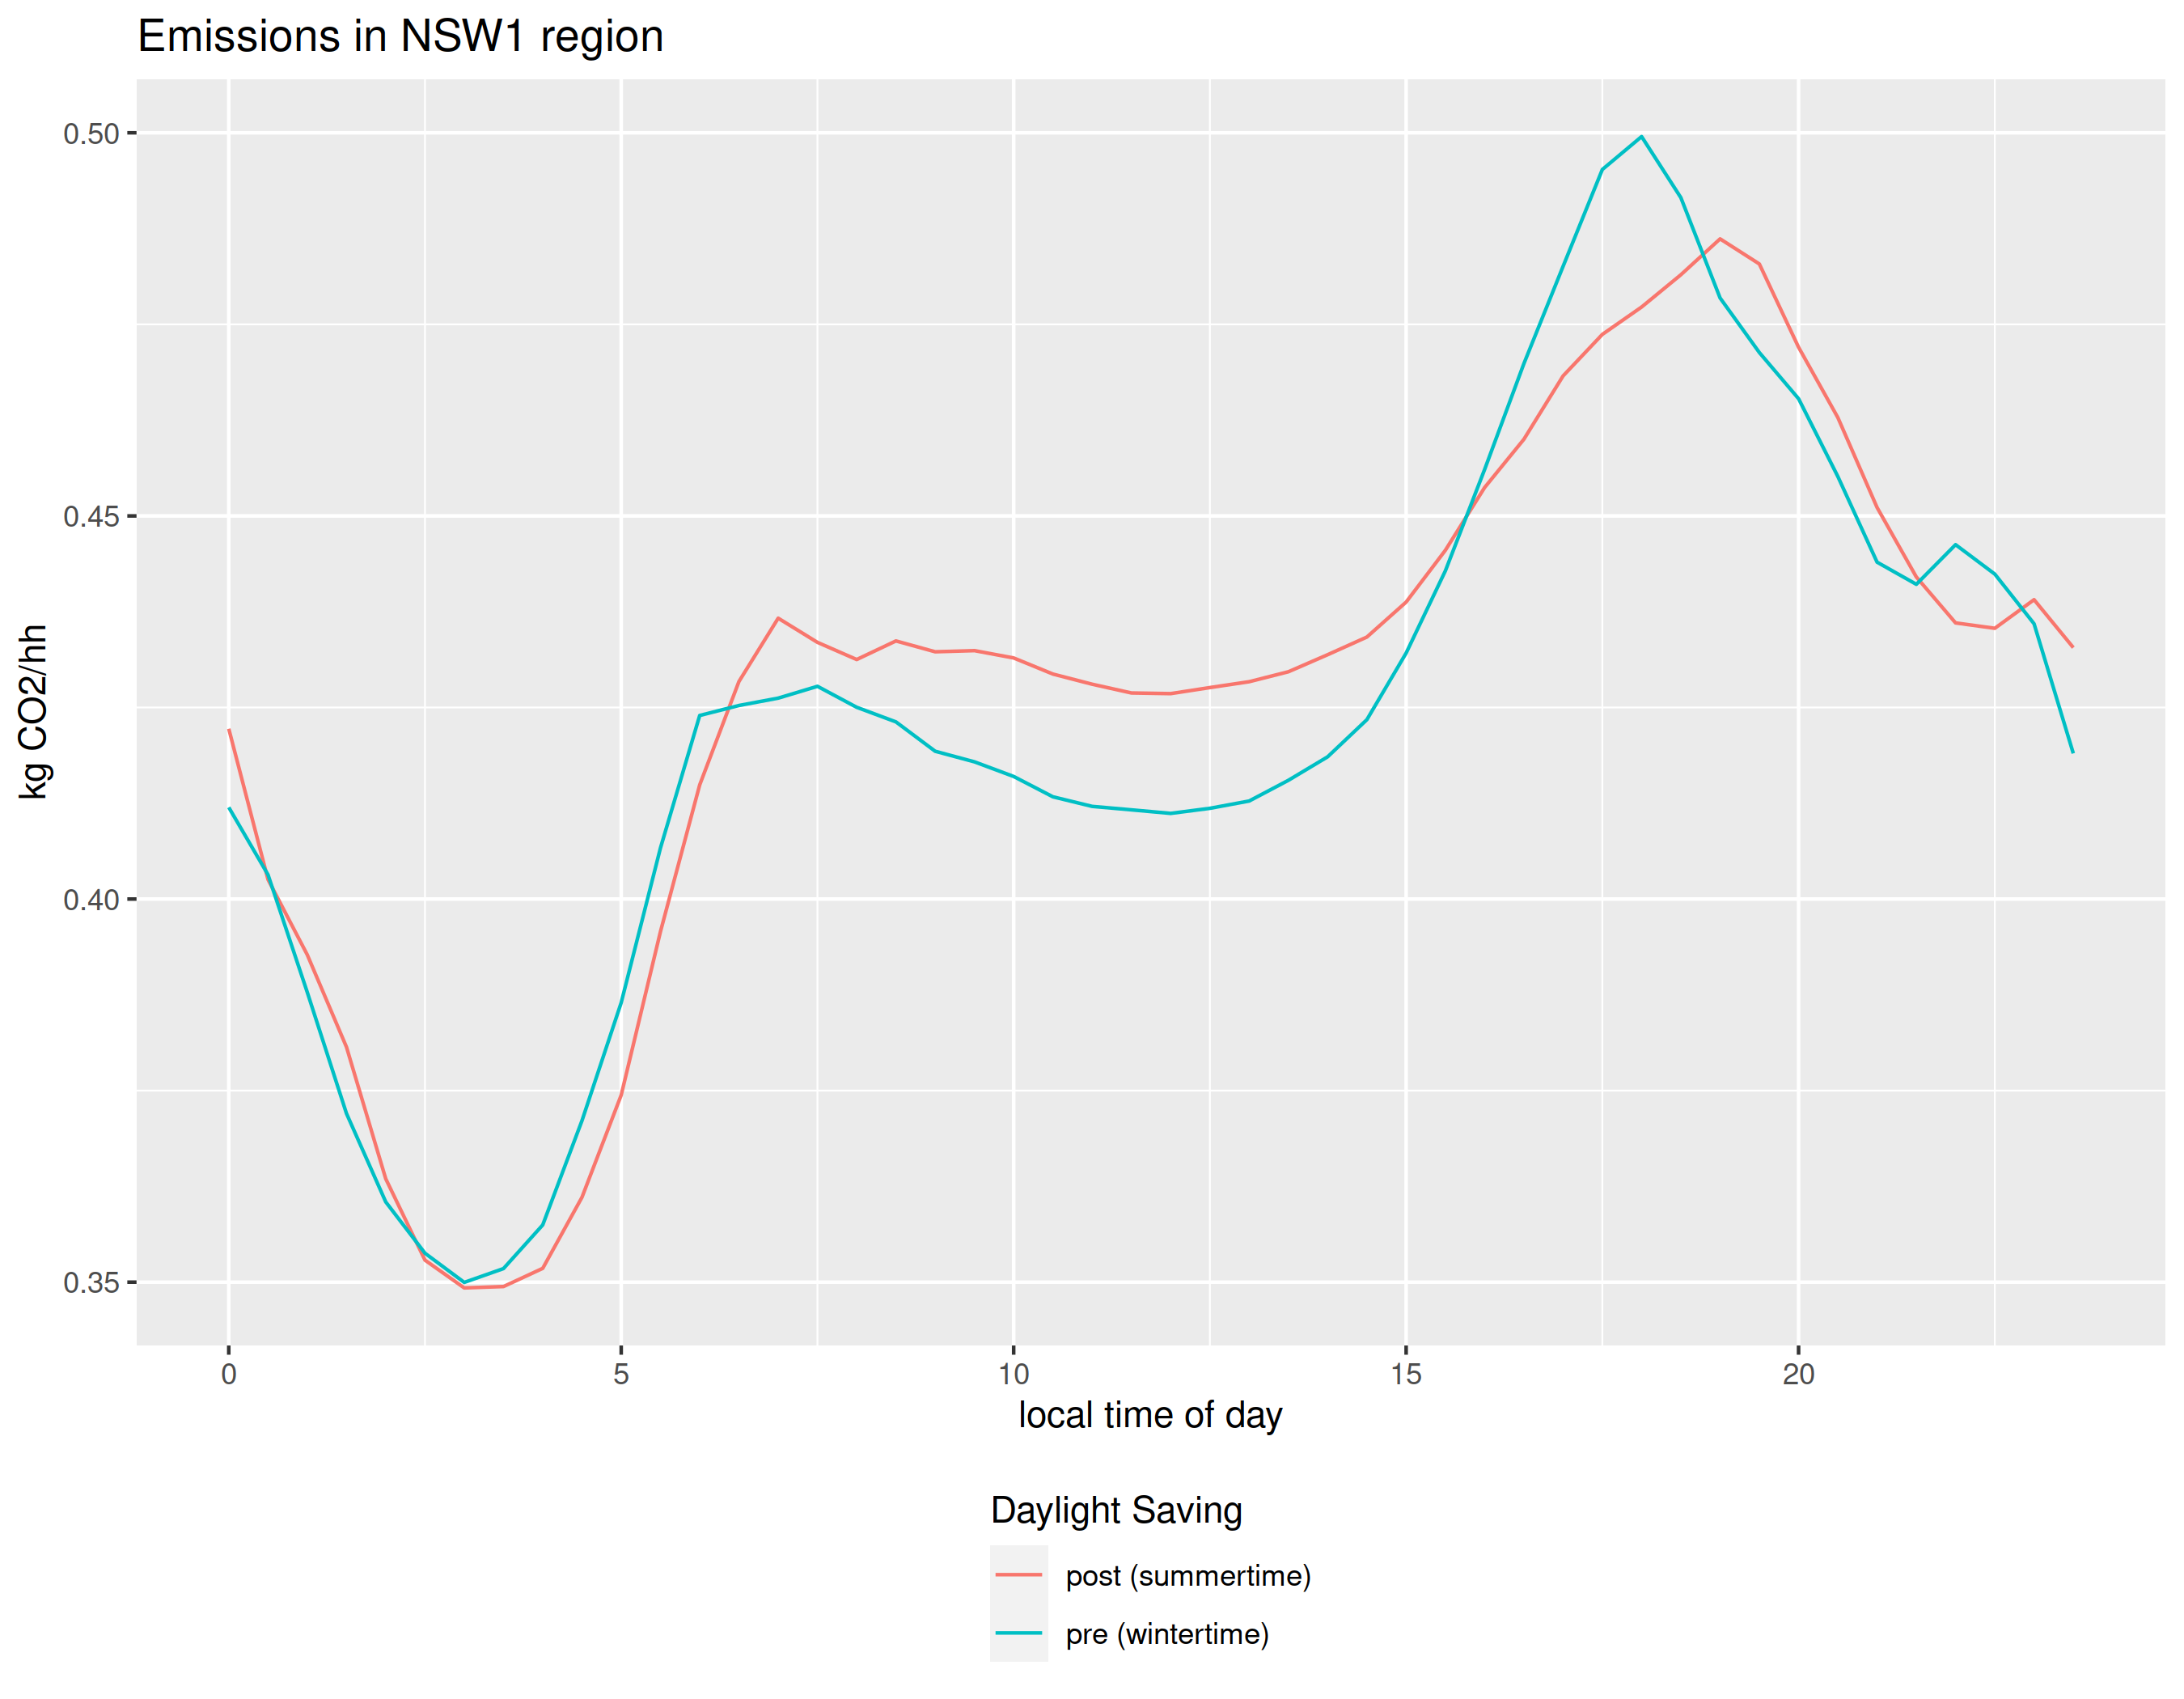 Emissions in NSW1 region
kg CO2/hh
0.50
0.45
0.40
0.35
0 5 10 15 20
local time of day
Daylight Saving
post (summertime)
pre (wintertime)